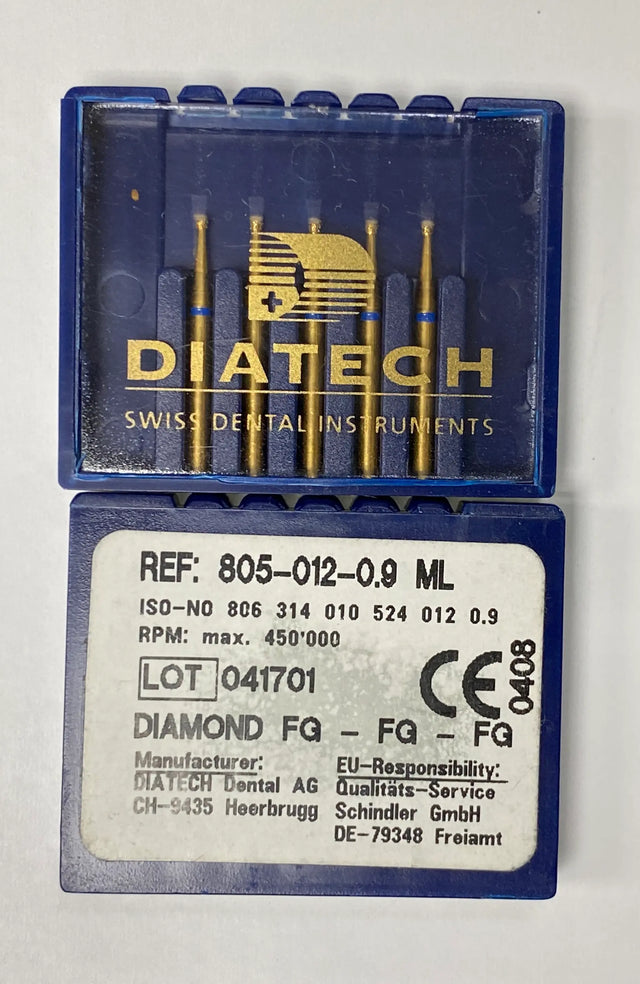 DIATECH
SWISS DENTAL INSTRUMENTS
REF: 805-012-0.9 ML
ISO-NO 806 314 010 524 012 0.9
RPM: max. 450'000
LOT 041701
CE 0408
DIAMOND FG - FG - FG
Manufacturer:
DIATECH Dental AG
CH-9435 Heerbrugg
EU-Responsibility:
Qualitäts-Service
Schindler GmbH
DE-79348 Freiamt